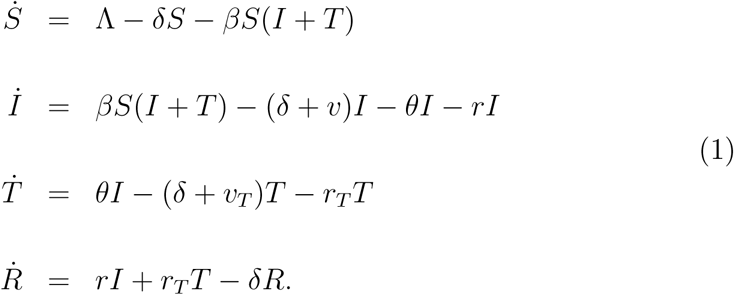 Ṡ = Λ − δS − βS(I + T)
İ = βS(I + T) − (δ + v)I − θI − rI
(1)
Ṫ = θI − (δ + v_T)T − r_T T
Ṙ = rI + r_T T − δR.